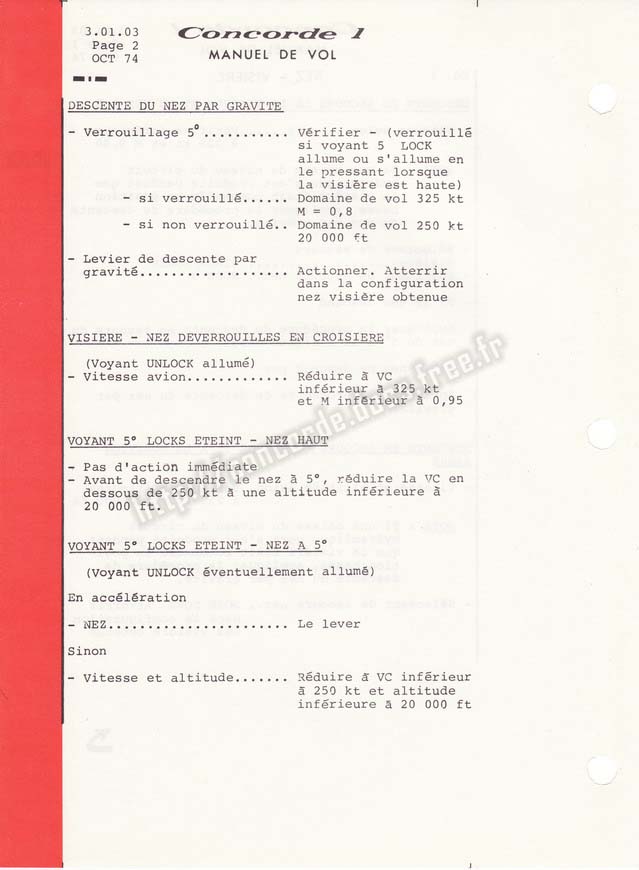 3.01.03
Page 2
OCT 74
Concorde 1
MANUEL DE VOL
DESCENTE DU NEZ PAR GRAVITE
- Verrouillage 5° ........... Vérifier - (verrouillé
si voyant 5 LOCK
allume ou s'allume en
le pressant lorsque
la visière est haute)
- si verrouillé...... Domaine de vol 325 kt
M = 0,8
- si non verrouillé.. Domaine de vol 250 kt
20 000 ft
- Levier de descente par
gravité................... Actionner. Atterrir
dans la configuration
nez visière obtenue
VISIERE - NEZ DEVERROUILLES EN CROISIERE
(Voyant UNLOCK allumé)
- Vitesse avion............. Réduire à VC
inférieur à 325 kt
et M inférieur à 0,95
VOYANT 5° LOCKS ETEINT - NEZ HAUT
- Pas d'action immédiate
- Avant de descendre le nez à 5°, réduire la VC en
dessous de 250 kt à une altitude inférieure à
20 000 ft.
VOYANT 5° LOCKS ETEINT - NEZ A 5°
(Voyant UNLOCK éventuellement allumé)
En accélération
- NEZ....................... Le lever
Sinon
- Vitesse et altitude....... Réduire à VC inférieur
à 250 kt et altitude
inférieure à 20 000 ft